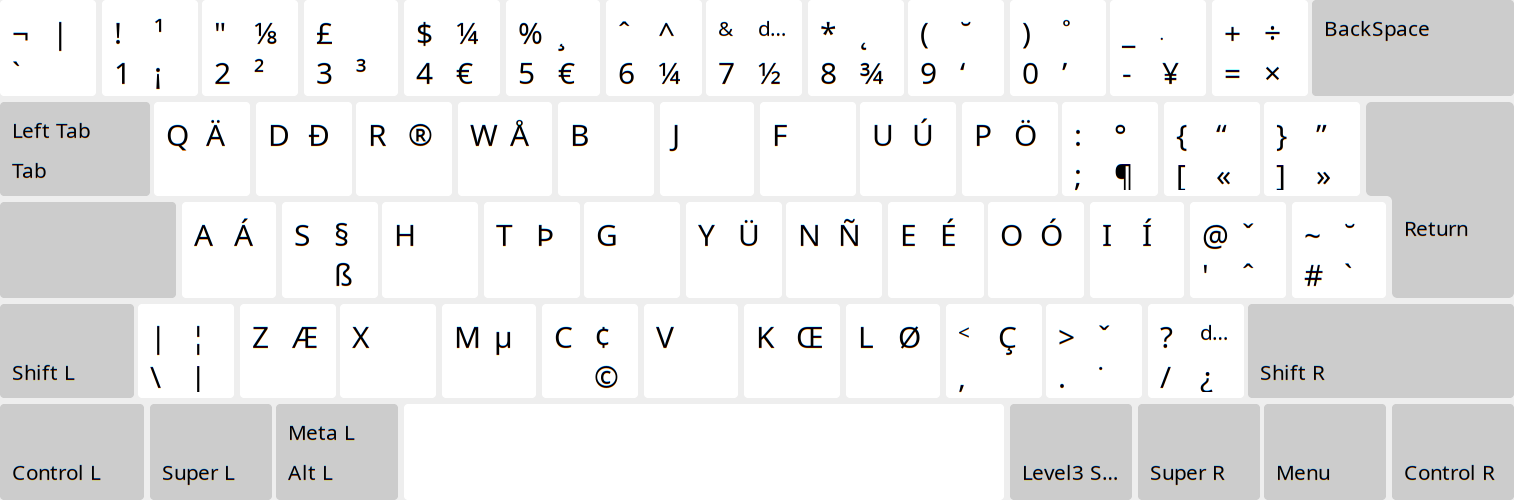 ¬ | ! ¹ " ⅛ £ $ ¼ % ¸ ˆ ^ & d... * ˛ ( ˘ ) ° _ ˙ + ÷ BackSpace
` 1 ¡ 2 ² 3 ³ 4 € 5 € 6 ¼ 7 ½ 8 ¾ 9 ‘ 0 ’ - ¥ = ×
Left Tab Q Ä D Đ R ® W Å B J F U Ú P Ö : ° { “ } ”
Tab ; ¶ [ « ] »
A Á S § H T Þ G Y Ü N Ñ E É O Ó I Í @ ˇ ~ ˘ Return
ß ' ˆ # `
| ¦ Z Æ X M µ C ¢ V K Œ L Ø < Ç > ˇ ? d...
Shift L \ | © , . ˙ / ¿ Shift R
Meta L
Control L Super L Alt L Level3 S... Super R Menu Control R